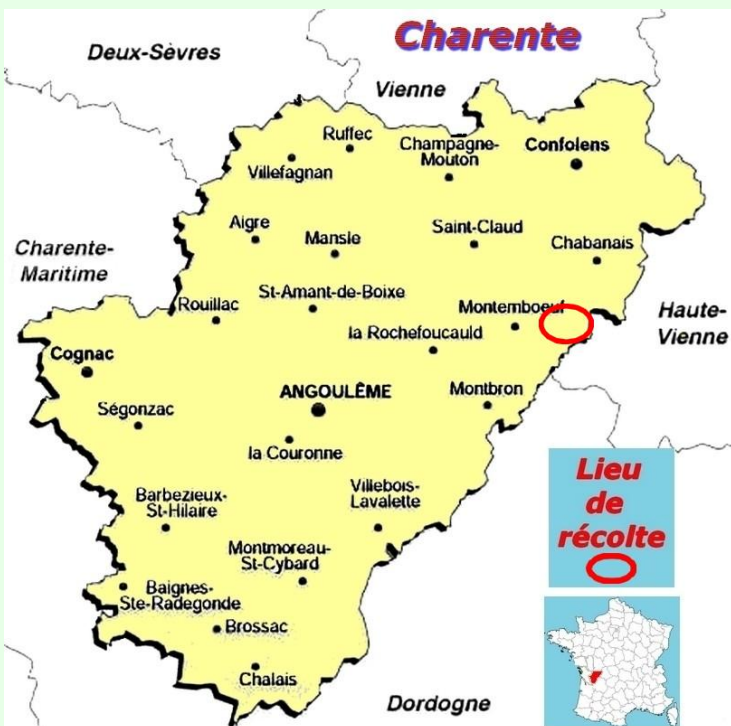 Charente
Deux-Sèvres
Vienne
Ruffec
Villefagnan
Champagne-
Mouton
Confolens
Aigre
Mansle
Saint-Claud
Chabanais
Charente-
Maritime
Rouillac
St-Amant-de-Boixe
Montemboeuf
Haute-
Vienne
la Rochefoucauld
Cognac
ANGOULÊME
Montbron
Ségonzac
la Couronne
Lieu
de
récolte
Barbezieux-
St-Hilaire
Villebois-
Lavalette
Montmoreau-
St-Cybard
Baignes-
Ste-Radegonde
Brossac
Chalais
Dordogne